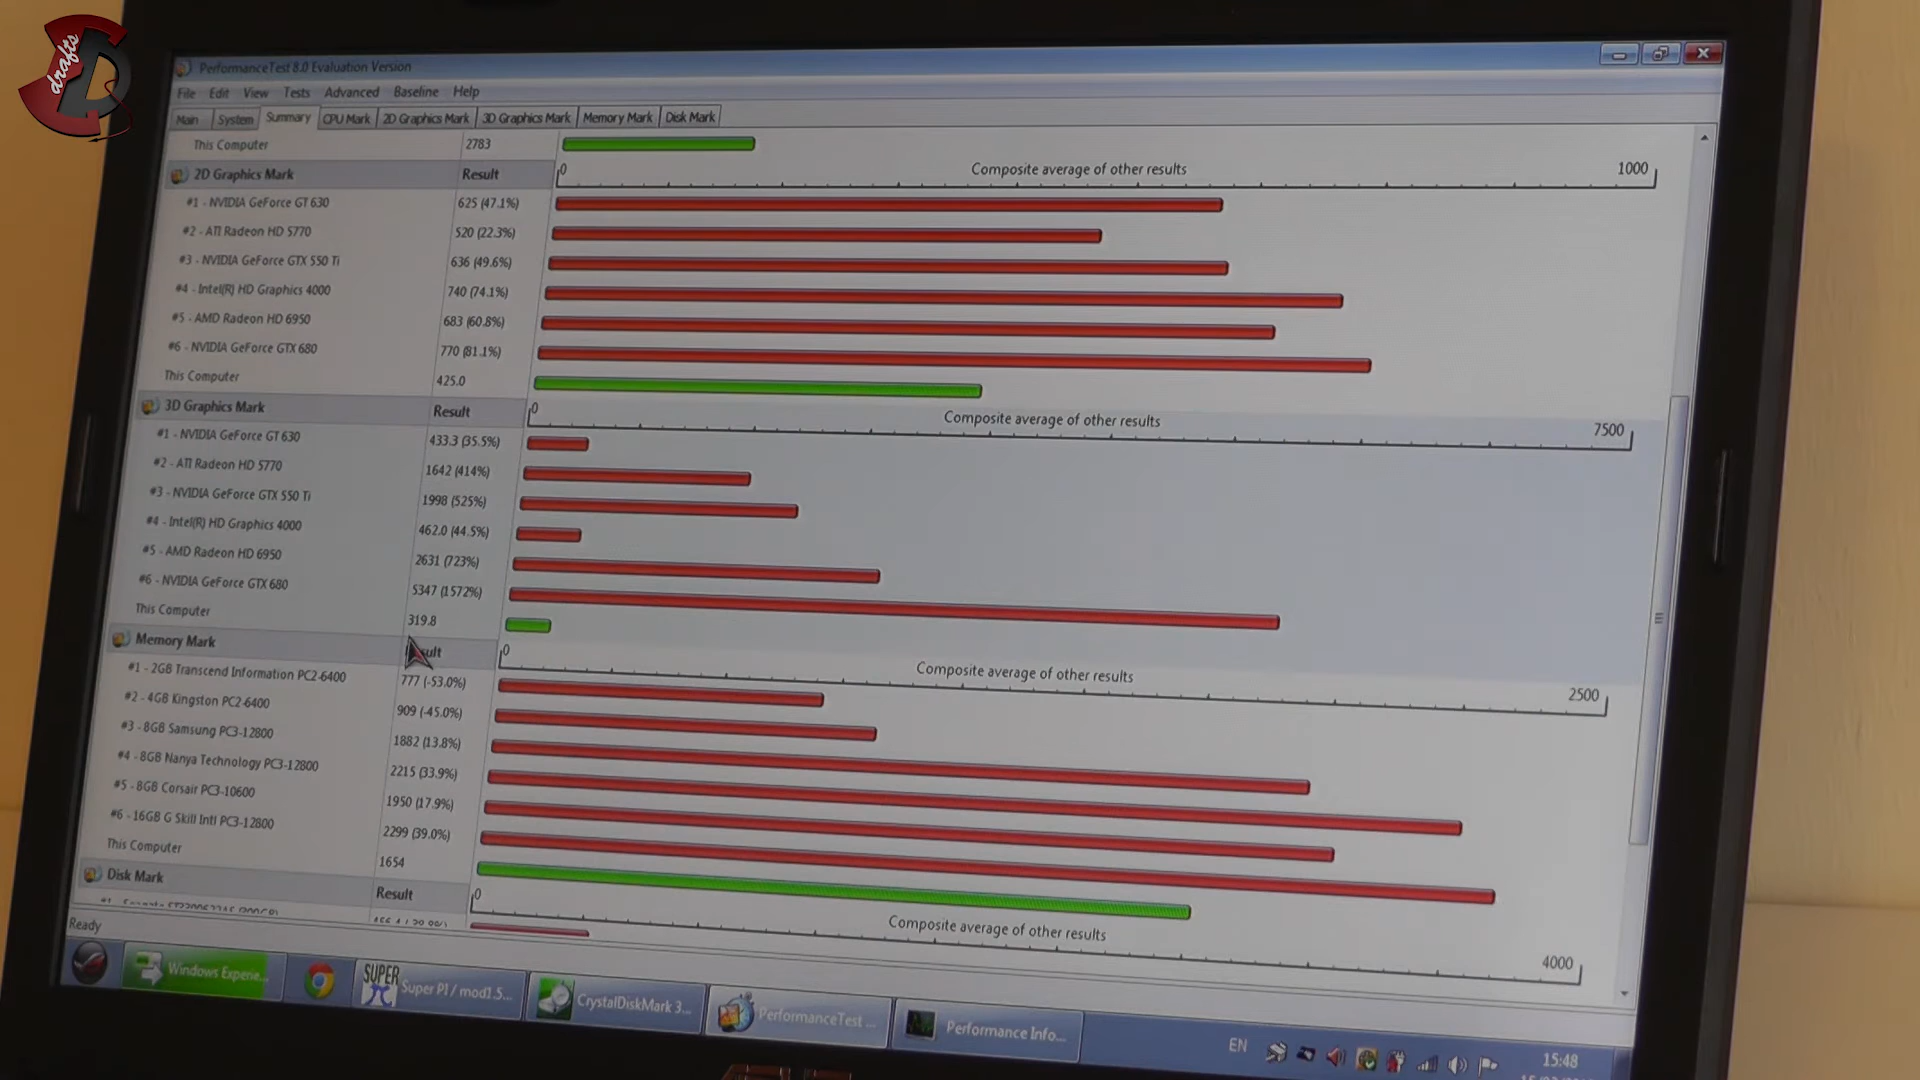 drafts
PerformanceTest 8.0 Evaluation Version
File Edit View Tests Advanced Baseline Help
Main System Summary CPU Mark 2D Graphics Mark 3D Graphics Mark Memory Mark Disk Mark
This Computer 2783
2D Graphics Mark Result 0 Composite average of other results 1000
#1 - NVIDIA GeForce GT 630 625 (47.1%)
#2 - ATI Radeon HD 5770 520 (22.3%)
#3 - NVIDIA GeForce GTX 550 Ti 636 (49.6%)
#4 - Intel(R) HD Graphics 4000 740 (74.1%)
#5 - AMD Radeon HD 6950 683 (60.8%)
#6 - NVIDIA GeForce GTX 680 770 (81.1%)
This Computer 425.0
3D Graphics Mark Result 0 Composite average of other results 7500
#1 - NVIDIA GeForce GT 630 433.3 (35.5%)
#2 - ATI Radeon HD 5770 1642 (414%)
#3 - NVIDIA GeForce GTX 550 Ti 1998 (525%)
#4 - Intel(R) HD Graphics 4000 462.0 (44.5%)
#5 - AMD Radeon HD 6950 2631 (723%)
#6 - NVIDIA GeForce GTX 680 5347 (1572%)
This Computer 319.8
Memory Mark sult 0 Composite average of other results 2500
#1 - 2GB Transcend Information PC2-6400 777 (-53.0%)
#2 - 4GB Kingston PC2-6400 909 (-45.0%)
#3 - 8GB Samsung PC3-12800 1882 (13.8%)
#4 - 8GB Nanya Technology PC3-12800 2215 (33.9%)
#5 - 8GB Corsair PC3-10600 1950 (17.9%)
#6 - 16GB G Skill Intl PC3-12800 2299 (39.0%)
This Computer 1654
Disk Mark Result 0 Composite average of other results 4000
Ready
Windows Experie... SUPER π Super PI / mod1.5... CrystalDiskMark 3... PerformanceTest ... Performance Info... EN 15:48